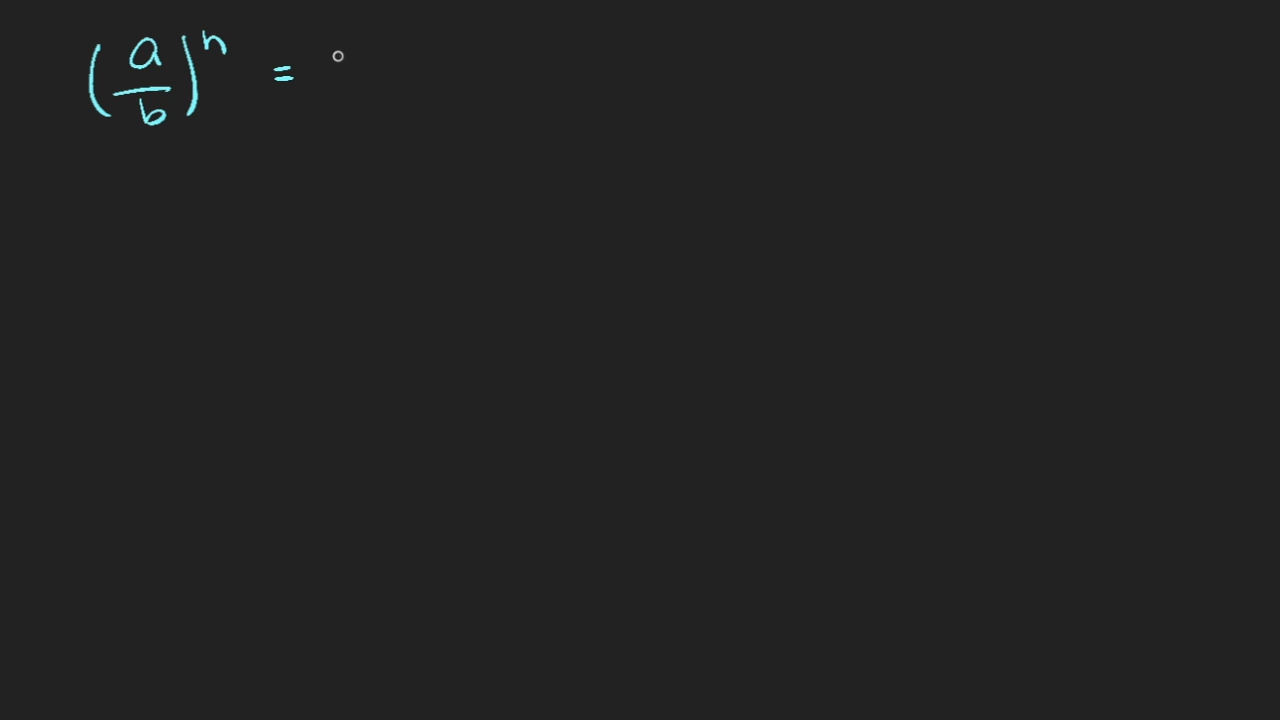 (a/b)^n =